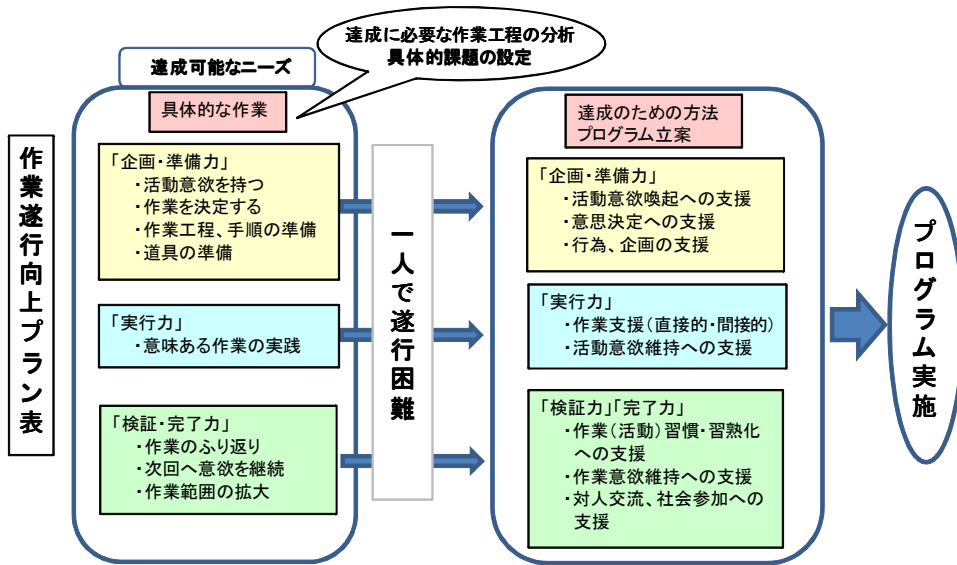 達成に必要な作業工程の分析
具体的課題の設定
達成可能なニーズ
作業遂行向上プラン表
具体的な作業
「企画・準備力」
・活動意欲を持つ
・作業を決定する
・作業工程、手順の準備
・道具の準備
「実行力」
・意味ある作業の実践
「検証・完了力」
・作業のふり返り
・次回へ意欲を継続
・作業範囲の拡大
一人で遂行困難
達成のための方法
プログラム立案
「企画・準備力」
・活動意欲喚起への支援
・意思決定への支援
・行為、企画の支援
「実行力」
・作業支援(直接的・間接的)
・活動意欲維持への支援
「検証力」「完了力」
・作業(活動)習慣・習熟化
への支援
・作業意欲維持への支援
・対人交流、社会参加への
支援
プログラム実施